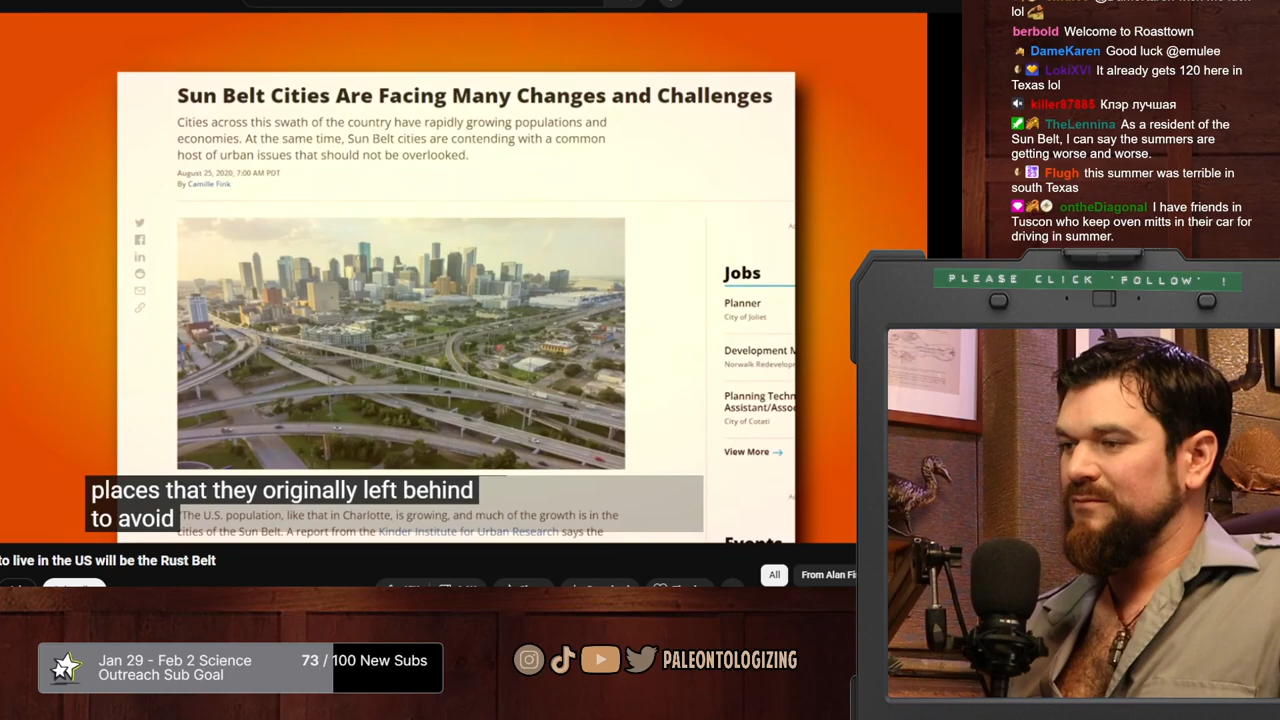 Sun Belt Cities Are Facing Many Changes and Challenges
Cities across this swath of the country have rapidly growing populations and
economies. At the same time, Sun Belt cities are contending with a common
host of urban issues that should not be overlooked.
August 25, 2020, 7:00 AM PDT
By Camille Fink
Jobs
Planner
City of Joliet
Development M
Norwalk Redevelop
Planning Techn
Assistant/Assoc
City of Cotati
View More →
places that they originally left behind
to avoid
The U.S. population, like that in Charlotte, is growing, and much of the growth is in the
cities of the Sun Belt. A report from the Kinder Institute for Urban Research says the
to live in the US will be the Rust Belt
All
From Alan Fi
lol
berbold Welcome to Roasttown
DameKaren Good luck @emulee
LokiXVI It already gets 120 here in
Texas lol
killer87885 Клэр лучшая
TheLennina As a resident of the
Sun Belt, I can say the summers are
getting worse and worse.
Flugh this summer was terrible in
south Texas
ontheDiagonal I have friends in
Tuscon who keep oven mitts in their car for
driving in summer.
PLEASE CLICK 'FOLLOW' !
Jan 29 - Feb 2 Science
Outreach Sub Goal
73 / 100 New Subs
PALEONTOLOGIZING